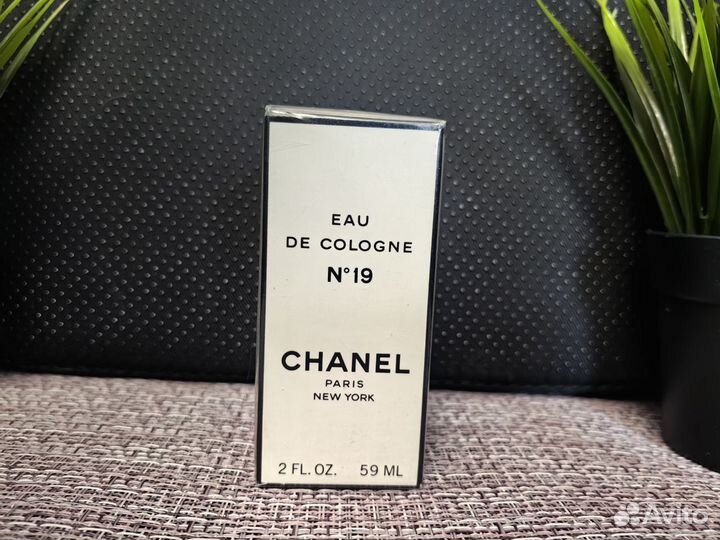 EAU
DE COLOGNE
N°19
CHANEL
PARIS
NEW YORK
2 FL. OZ. 59 ML
Avito